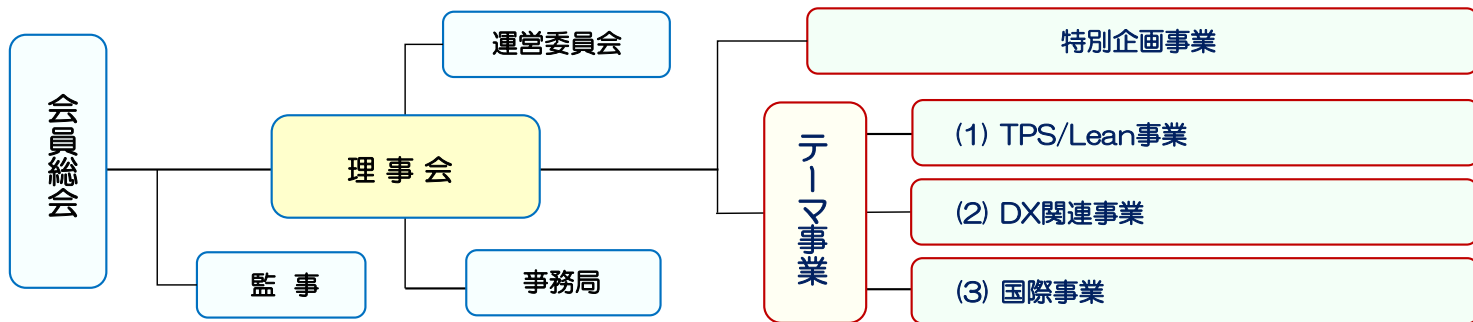 会員総会
監 事
理 事 会
運営委員会
事務局
特別企画事業
テーマ事業
(1) TPS/Lean事業
(2) DX関連事業
(3) 国際事業